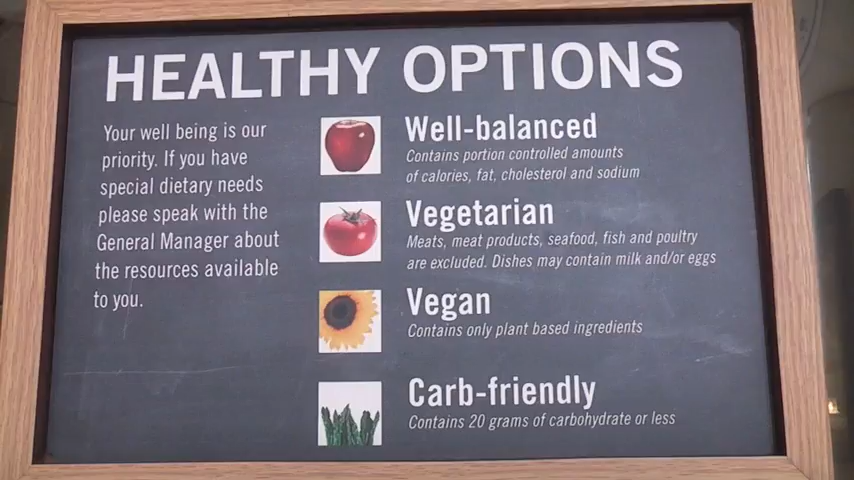 HEALTHY OPTIONS
Your well being is our
priority. If you have
special dietary needs
please speak with the
General Manager about
the resources available
to you.
Well-balanced
Contains portion controlled amounts
of calories, fat, cholesterol and sodium
Vegetarian
Meats, meat products, seafood, fish and poultry
are excluded. Dishes may contain milk and/or eggs
Vegan
Contains only plant based ingredients
Carb-friendly
Contains 20 grams of carbohydrate or less